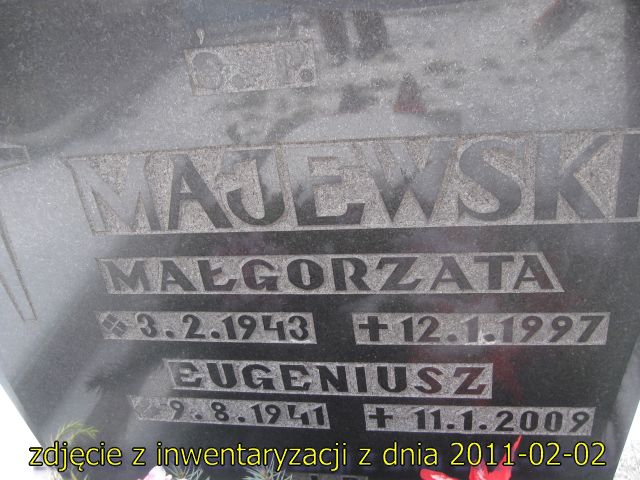 Ś.P.
MAJEWSKI
MAŁGORZATA
3.2.1943 ✝12.1.1997
EUGENIUSZ
9.8.1941 ✝11.1.2009
zdjęcie z inwentaryzacji z dnia 2011-02-02